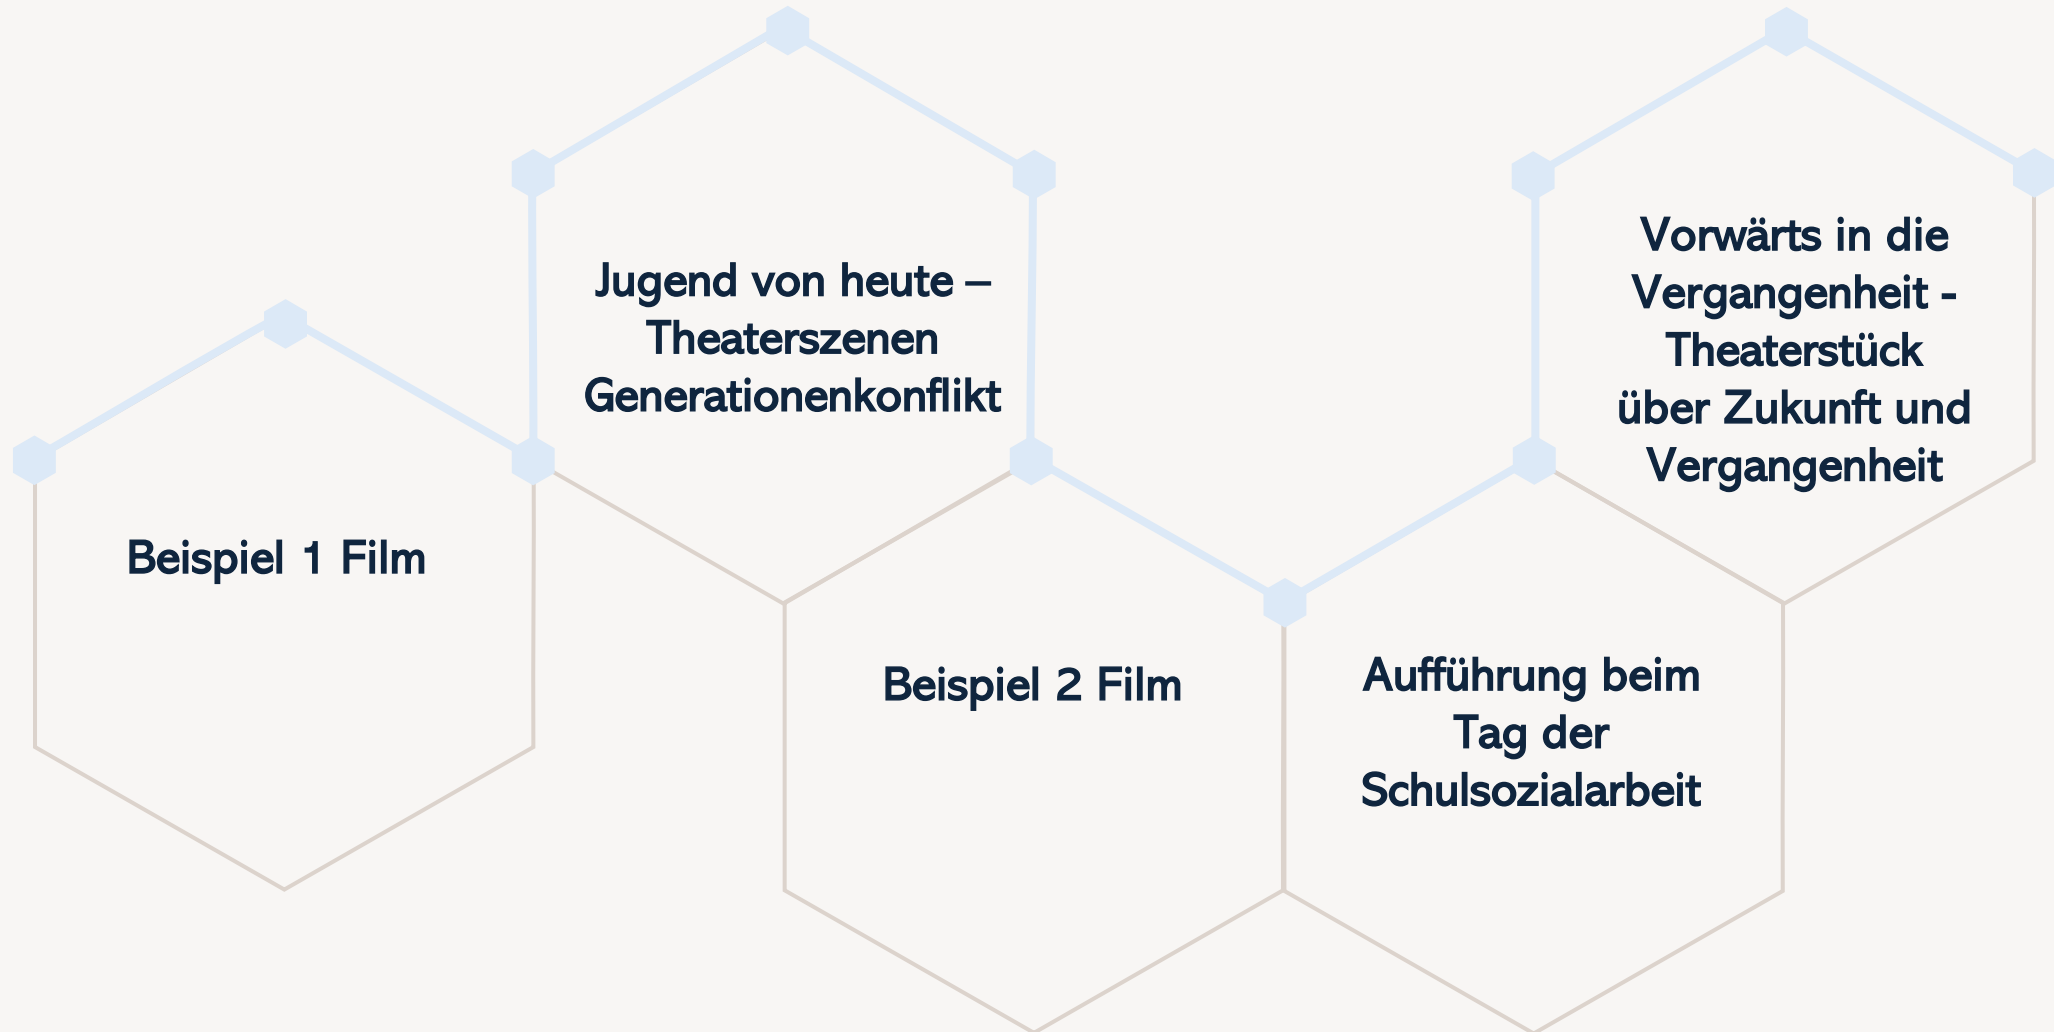 Beispiel 1 Film
Jugend von heute –
Theaterszenen
Generationenkonflikt
Beispiel 2 Film
Aufführung beim
Tag der
Schulsozialarbeit
Vorwärts in die
Vergangenheit -
Theaterstück
über Zukunft und
Vergangenheit